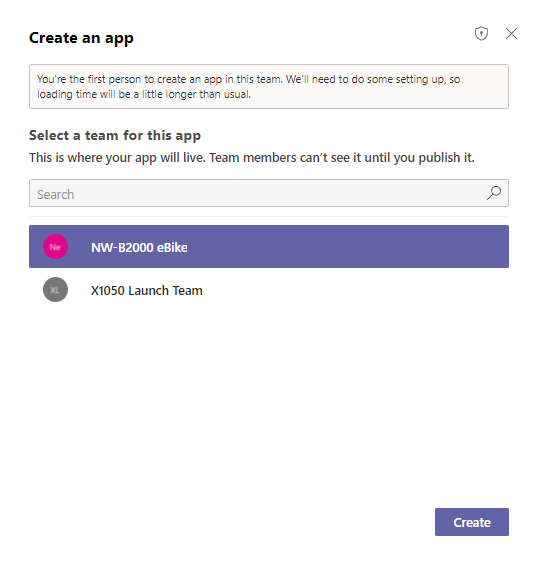 Create an app
You're the first person to create an app in this team. We'll need to do some setting up, so
loading time will be a little longer than usual.
Select a team for this app
This is where your app will live. Team members can't see it until you publish it.
Search
Ne NW-B2000 eBike
XL X1050 Launch Team
Create